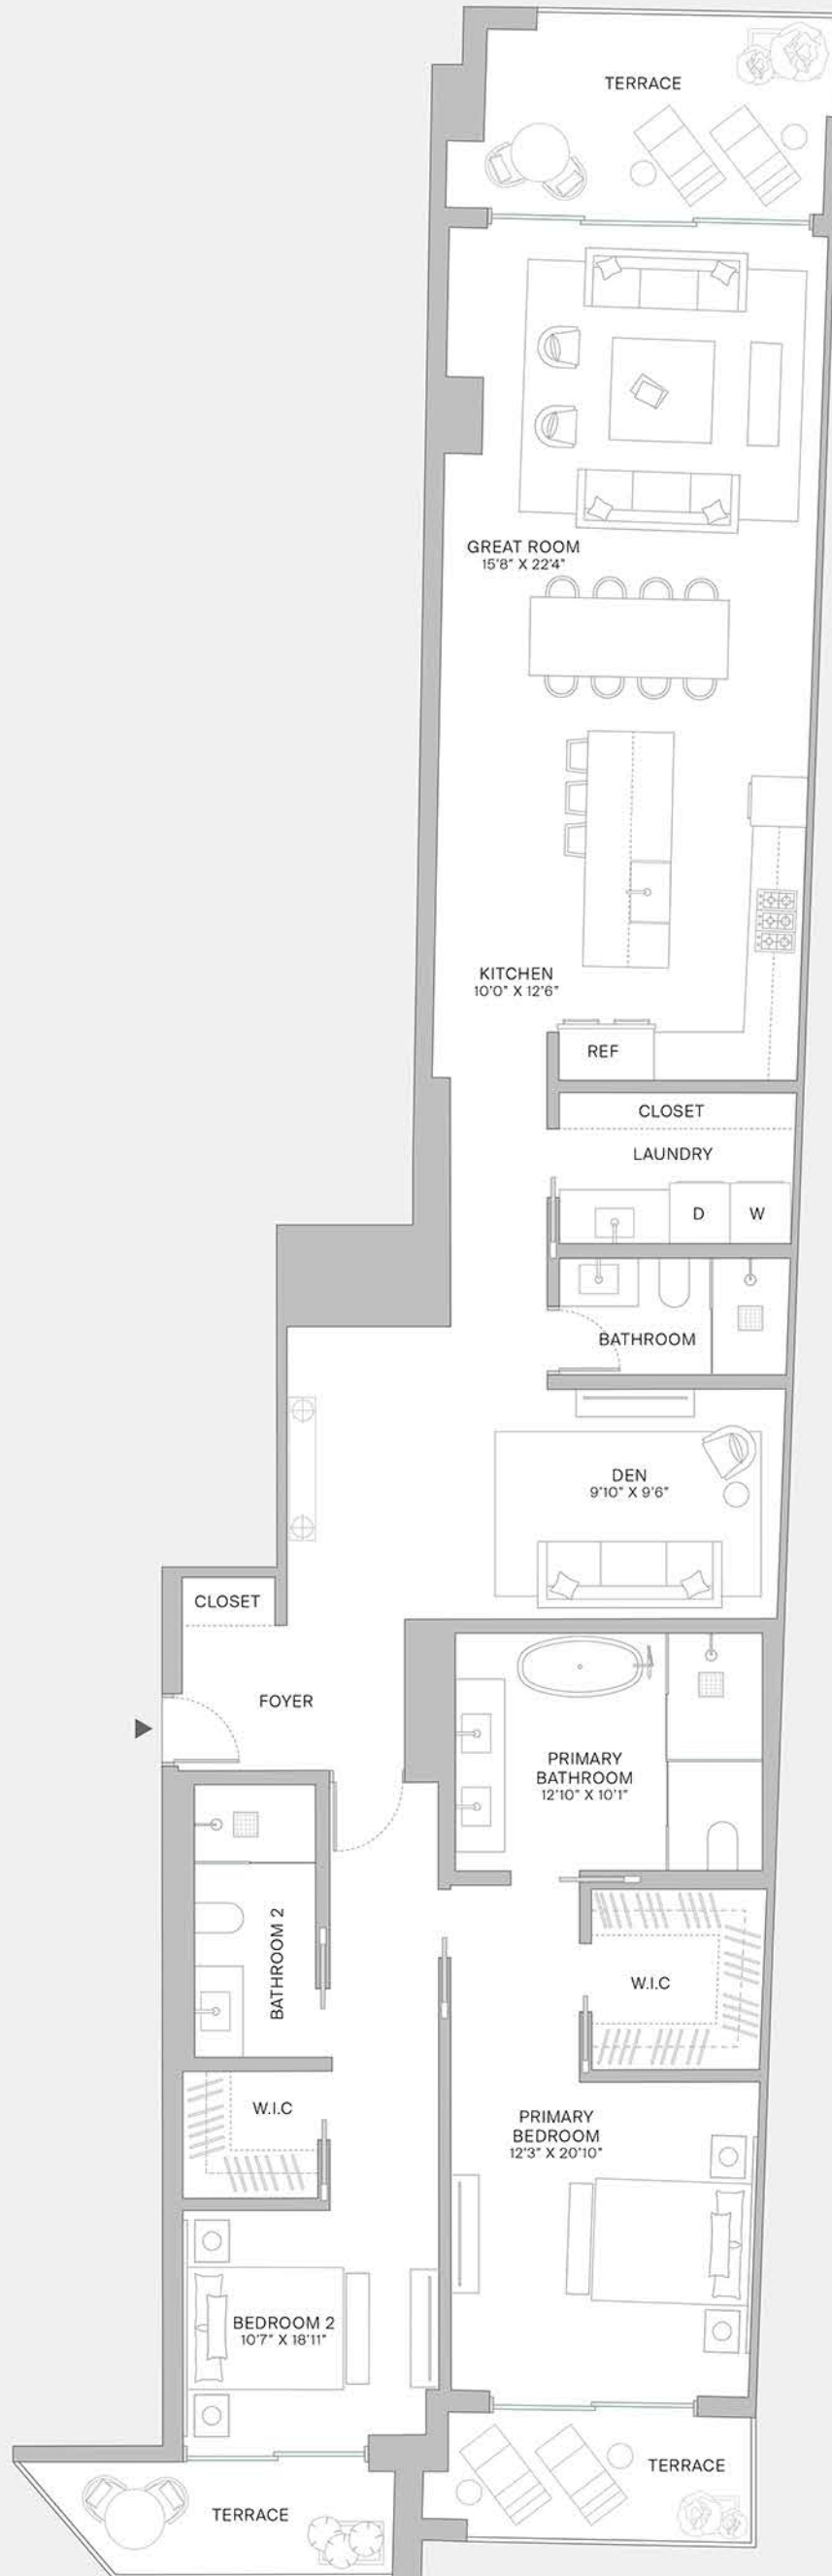 TERRACE
GREAT ROOM
15'8" X 22'4"
KITCHEN
10'0" X 12'6"
REF
CLOSET
LAUNDRY
D
W
BATHROOM
DEN
9'10" X 9'6"
CLOSET
FOYER
PRIMARY
BATHROOM
12'10" X 10'1"
BATHROOM 2
W.I.C
W.I.C
PRIMARY
BEDROOM
12'3" X 20'10"
BEDROOM 2
10'7" X 18'11"
TERRACE
TERRACE